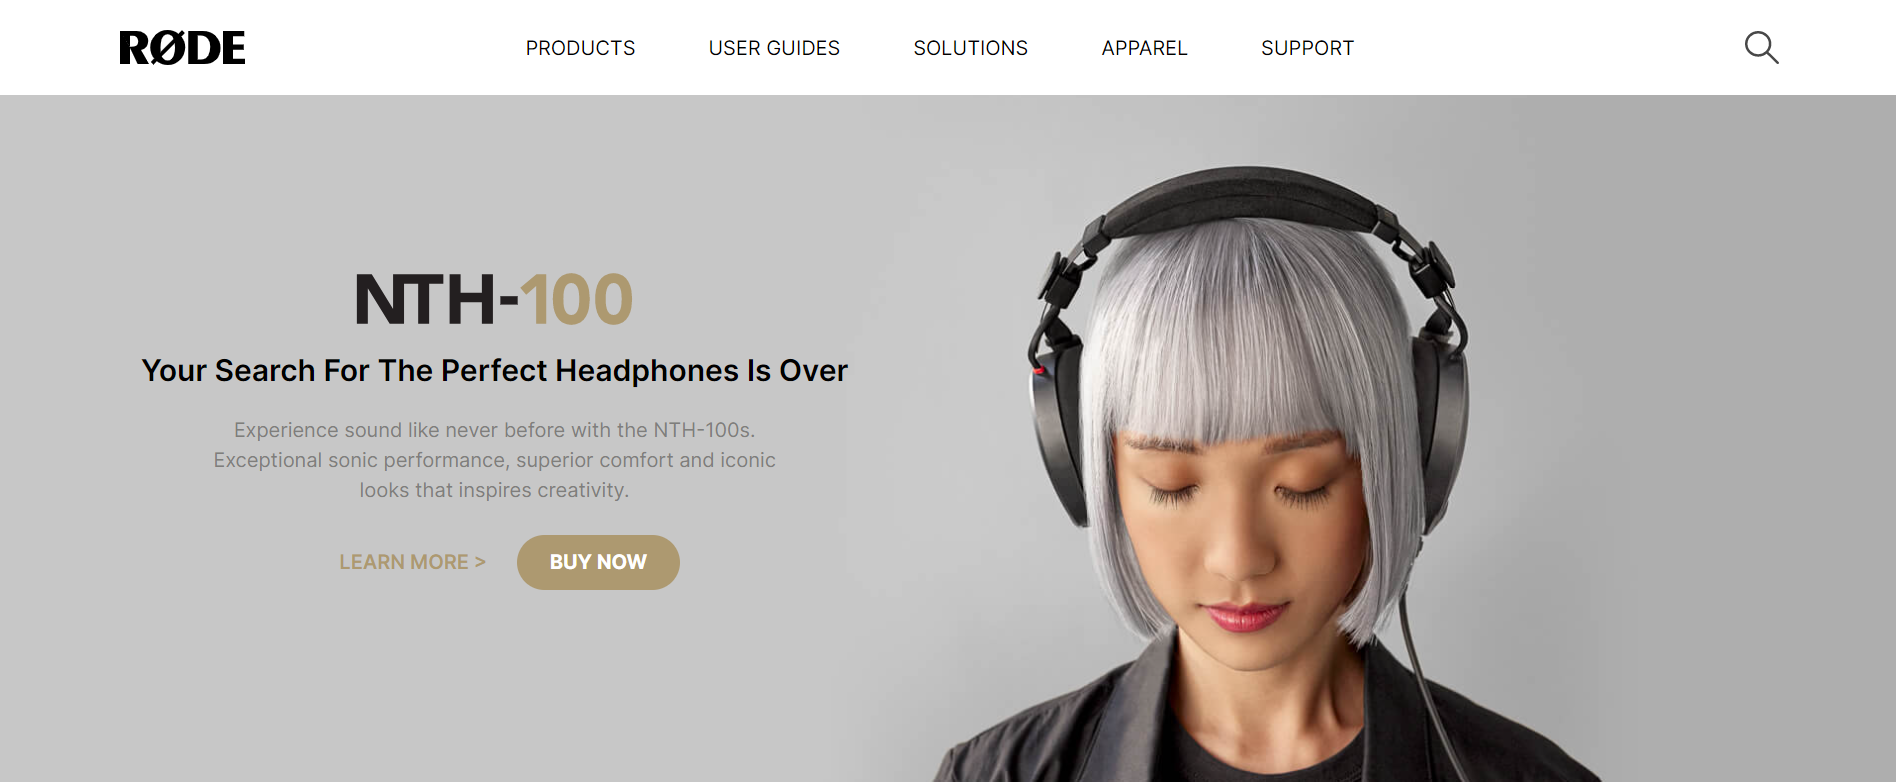 RØDE
PRODUCTS
USER GUIDES
SOLUTIONS
APPAREL
SUPPORT
NTH-100
Your Search For The Perfect Headphones Is Over
Experience sound like never before with the NTH-100s.
Exceptional sonic performance, superior comfort and iconic
looks that inspires creativity.
LEARN MORE >
BUY NOW